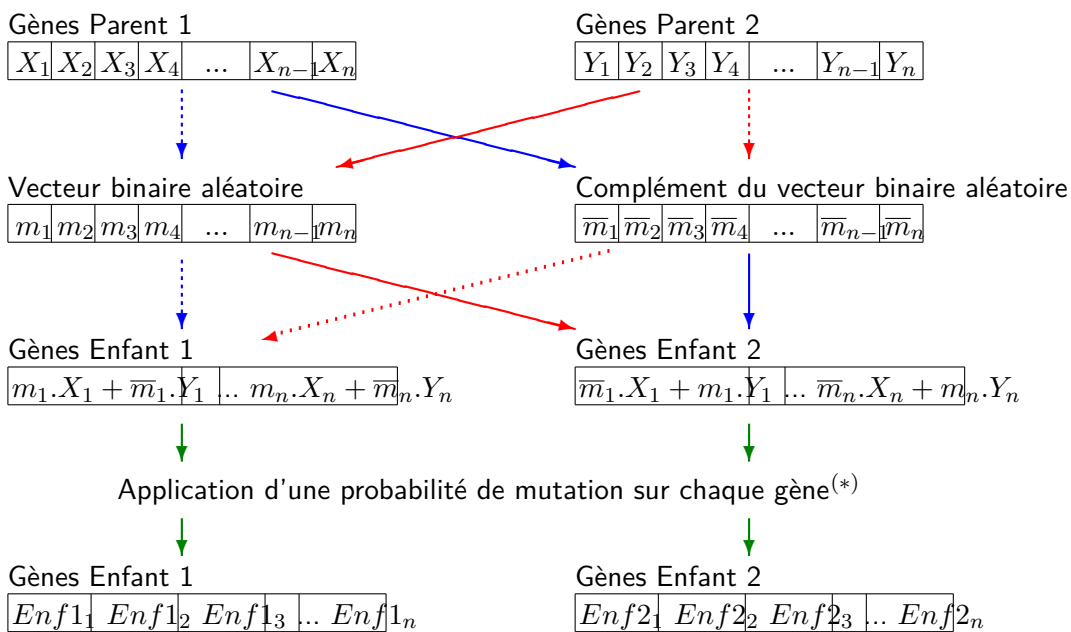 Gènes Parent 1
Gènes Parent 2
X₁ X₂ X₃ X₄ ... Xₙ₋₁ Xₙ
Y₁ Y₂ Y₃ Y₄ ... Yₙ₋₁ Yₙ
Vecteur binaire aléatoire
Complément du vecteur binaire aléatoire
m₁ m₂ m₃ m₄ ... mₙ₋₁ mₙ
m̅₁ m̅₂ m̅₃ m̅₄ ... m̅ₙ₋₁ m̅ₙ
Gènes Enfant 1
Gènes Enfant 2
m₁.X₁ + m̅₁.Y₁ ... mₙ.Xₙ + m̅ₙ.Yₙ
m̅₁.X₁ + m₁.Y₁ ... m̅ₙ.Xₙ + mₙ.Yₙ
Application d'une probabilité de mutation sur chaque gène⁽*⁾
Gènes Enfant 1
Gènes Enfant 2
Enf1₁ Enf1₂ Enf1₃ ... Enf1ₙ
Enf2₁ Enf2₂ Enf2₃ ... Enf2ₙ